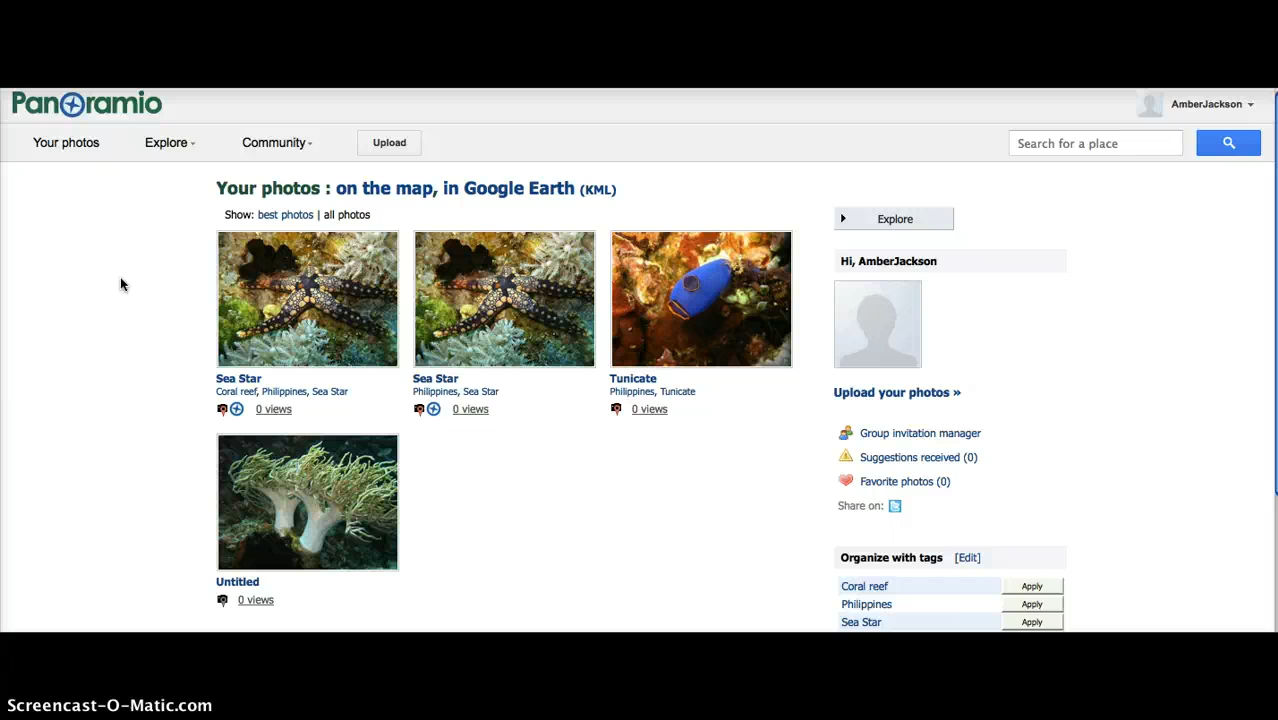 Panoramio
AmberJackson
Your photos
Explore
Community
Upload
Search for a place
Your photos : on the map, in Google Earth (KML)
Show: best photos | all photos
Sea Star
Coral reef, Philippines, Sea Star
0 views
Sea Star
Philippines, Sea Star
0 views
Tunicate
Philippines, Tunicate
0 views
Untitled
0 views
Explore
Hi, AmberJackson
Upload your photos »
Group invitation manager
Suggestions received (0)
Favorite photos (0)
Share on:
Organize with tags [Edit]
Coral reef Apply
Philippines Apply
Sea Star Apply
Screencast-O-Matic.com